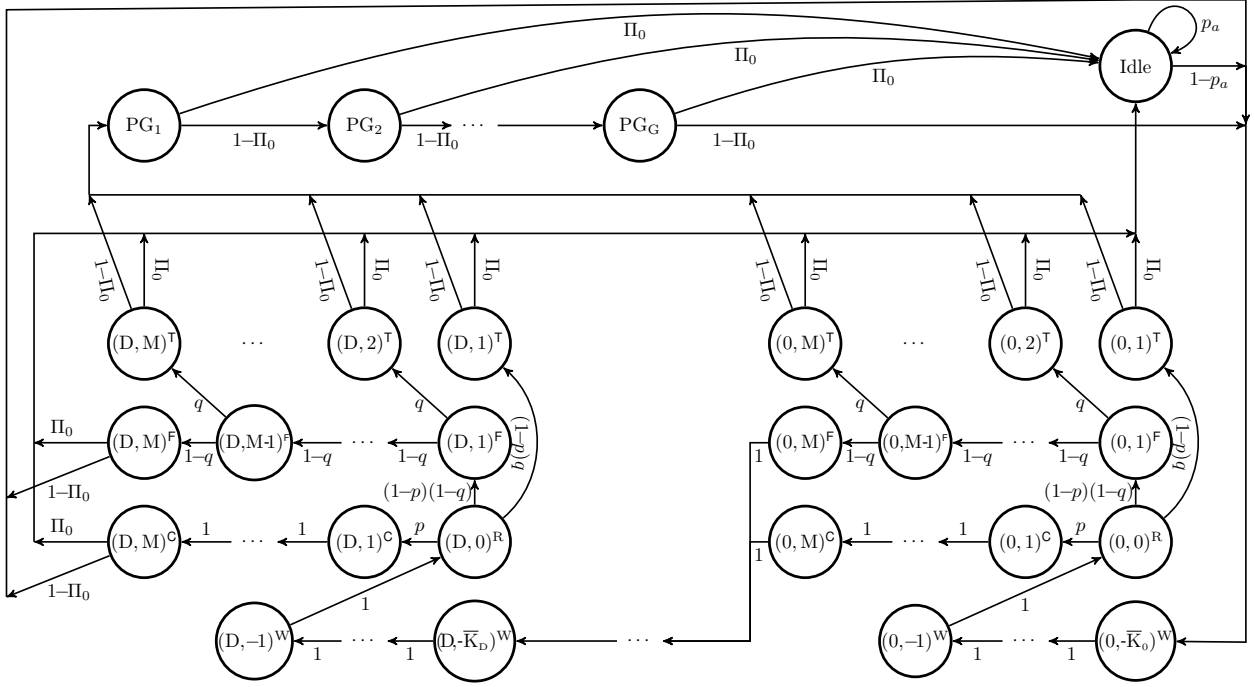 Π₀
Π₀
Π₀
pₐ
Idle
1−pₐ
PG₁
1−Π₀
PG₂
1−Π₀
···
PG_G
1−Π₀
1−Π₀
Π₀
1−Π₀
Π₀
1−Π₀
Π₀
1−Π₀
Π₀
1−Π₀
Π₀
1−Π₀
Π₀
(D, M)ᵀ
···
(D, 2)ᵀ
(D, 1)ᵀ
(0, M)ᵀ
···
(0, 2)ᵀ
(0, 1)ᵀ
q
q
q
q
Π₀
(D, M)^F
1−q
(D,M-1)^F
1−q
···
1−q
(D, 1)^F
(1−p)q
1
(0, M)^F
1−q
(0,M-1)^F
1−q
···
1−q
(0, 1)^F
(1−p)q
1−Π₀
(1−p)(1−q)
(1−p)(1−q)
Π₀
(D, M)^C
1
···
1
(D, 1)^C
p
(D, 0)^R
1
(0, M)^C
1
···
1
(0, 1)^C
p
(0, 0)^R
1−Π₀
1
1
(D,−1)^W
1
···
1
(D,-K̅_D)^W
···
(0,−1)^W
1
···
1
(0,-K̅₀)^W